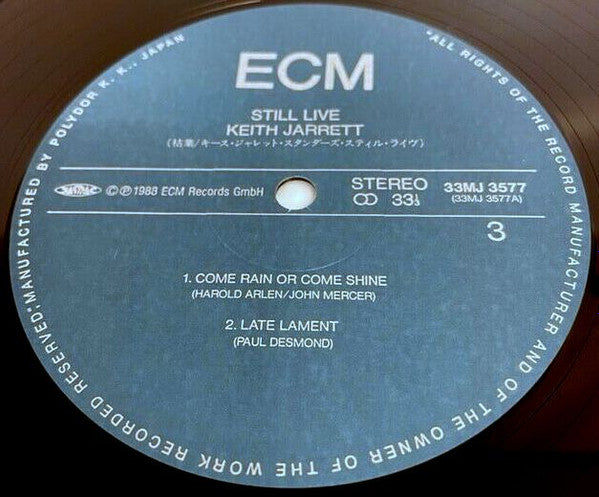 ECM
STILL LIVE
KEITH JARRETT
(枯葉/キース・ジャレット・スタンダーズ・スティル・ライヴ)
©℗1988 ECM Records GmbH
STEREO
33⅓
33MJ 3577
(33MJ 3577A)
3
1. COME RAIN OR COME SHINE
(HAROLD ARLEN/JOHN MERCER)
2. LATE LAMENT
(PAUL DESMOND)
"ALL RIGHTS OF THE RECORD MANUFACTURER AND OF THE OWNER OF THE WORK RECORDED RESERVED; MANUFACTURED BY POLYDOR K. K., JAPAN